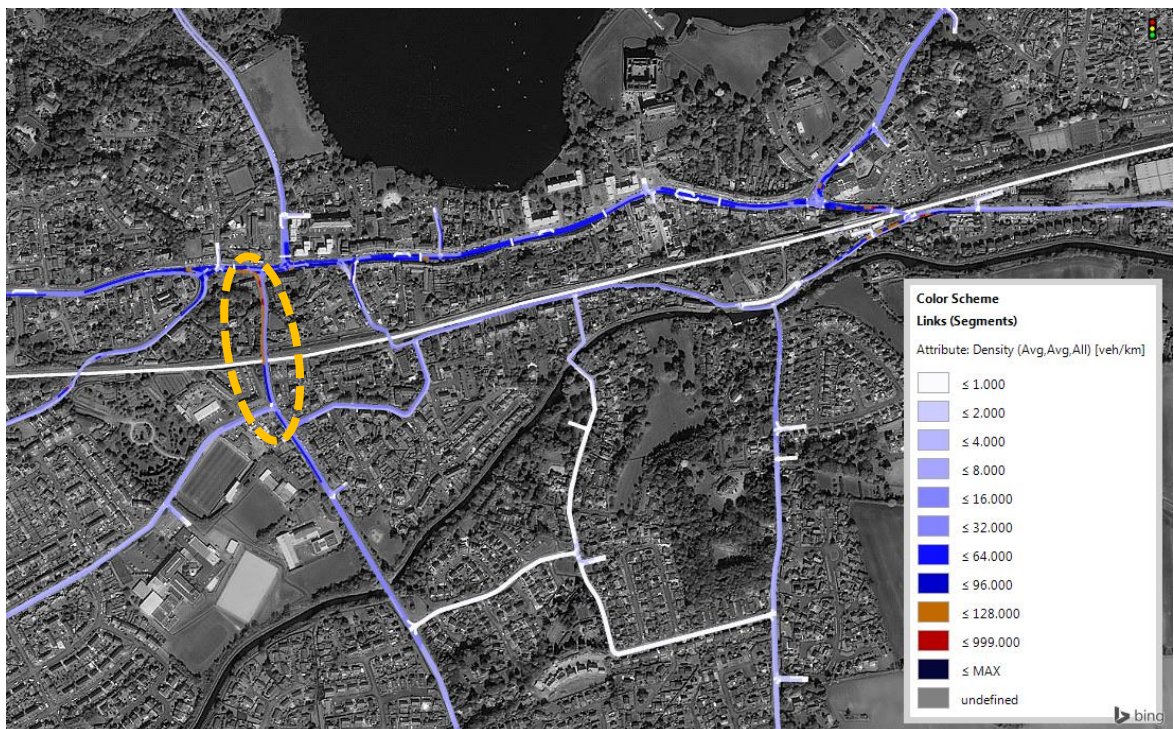 Color Scheme
Links (Segments)
Attribute: Density (Avg,Avg,All) [veh/km]
≤ 1.000
≤ 2.000
≤ 4.000
≤ 8.000
≤ 16.000
≤ 32.000
≤ 64.000
≤ 96.000
≤ 128.000
≤ 999.000
≤ MAX
undefined
bing